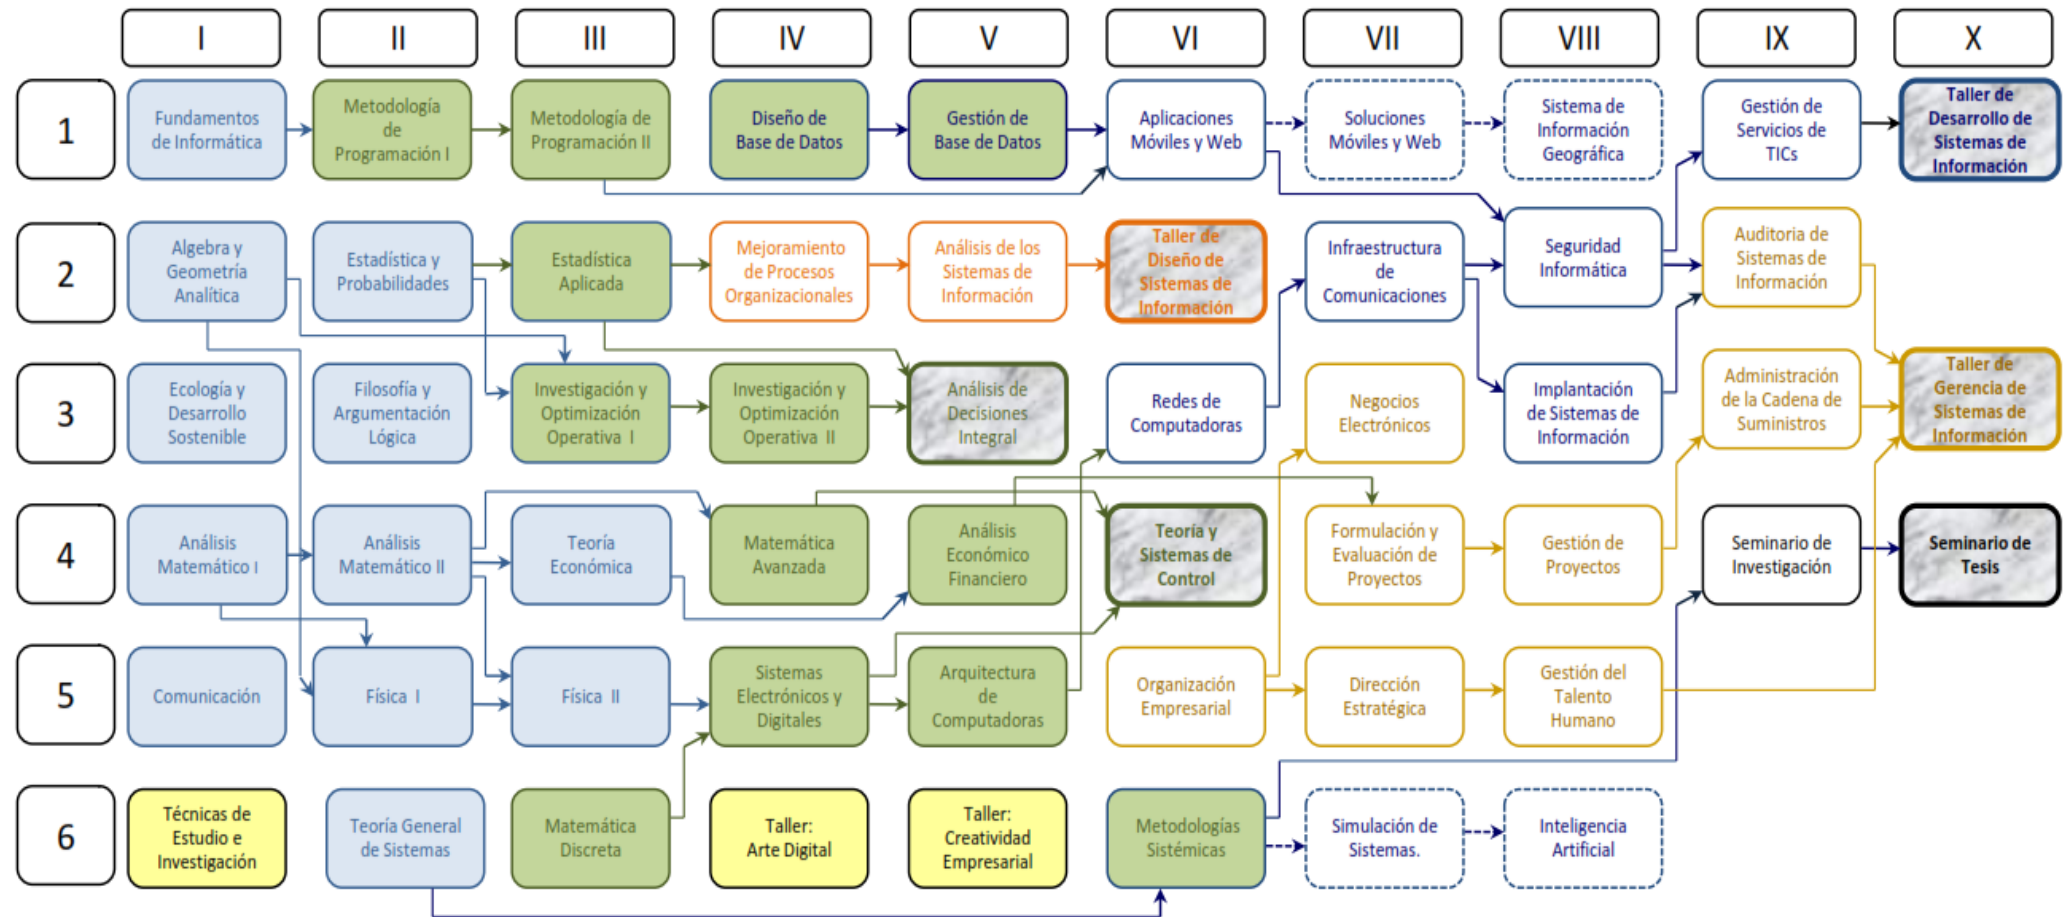 I
II
III
IV
V
VI
VII
VIII
IX
X
1
Fundamentos
de Informática
Metodología
de
Programación I
Metodología de
Programación II
Diseño de
Base de Datos
Gestión de
Base de Datos
Aplicaciones
Móviles y Web
Soluciones
Móviles y Web
Sistema de
Información
Geográfica
Gestión de
Servicios de
TICs
Taller de
Desarrollo de
Sistemas de
Información
2
Algebra y
Geometría
Analítica
Estadística y
Probabilidades
Estadística
Aplicada
Mejoramiento
de Procesos
Organizacionales
Análisis de los
Sistemas de
Información
Taller de
Diseño de
Sistemas de
Información
Infraestructura
de
Comunicaciones
Seguridad
Informática
Auditoria de
Sistemas de
Información
3
Ecología y
Desarrollo
Sostenible
Filosofía y
Argumentación
Lógica
Investigación y
Optimización
Operativa I
Investigación y
Optimización
Operativa II
Análisis de
Decisiones
Integral
Redes de
Computadoras
Negocios
Electrónicos
Implantación
de Sistemas de
Información
Administración
de la Cadena de
Suministros
Taller de
Gerencia de
Sistemas de
Información
4
Análisis
Matemático I
Análisis
Matemático II
Teoría
Económica
Matemática
Avanzada
Análisis
Económico
Financiero
Teoría y
Sistemas de
Control
Formulación y
Evaluación de
Proyectos
Gestión de
Proyectos
Seminario de
Investigación
Seminario de
Tesis
5
Comunicación
Física I
Física II
Sistemas
Electrónicos y
Digitales
Arquitectura
de
Computadoras
Organización
Empresarial
Dirección
Estratégica
Gestión del
Talento
Humano
6
Técnicas de
Estudio e
Investigación
Teoría General
de Sistemas
Matemática
Discreta
Taller:
Arte Digital
Taller:
Creatividad
Empresarial
Metodologías
Sistémicas
Simulación de
Sistemas.
Inteligencia
Artificial